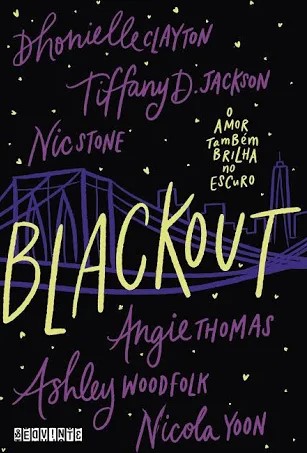 Dhonielle CLAYTON
Tiffany D. JACKSON
Nic STONE
O
AMOR
TAMBÉM
BRILHA
NO
ESCURO
BLACKOUT
Angie THOMAS
Ashley WOODFOLK
Nicola YOON
SEGUINTE